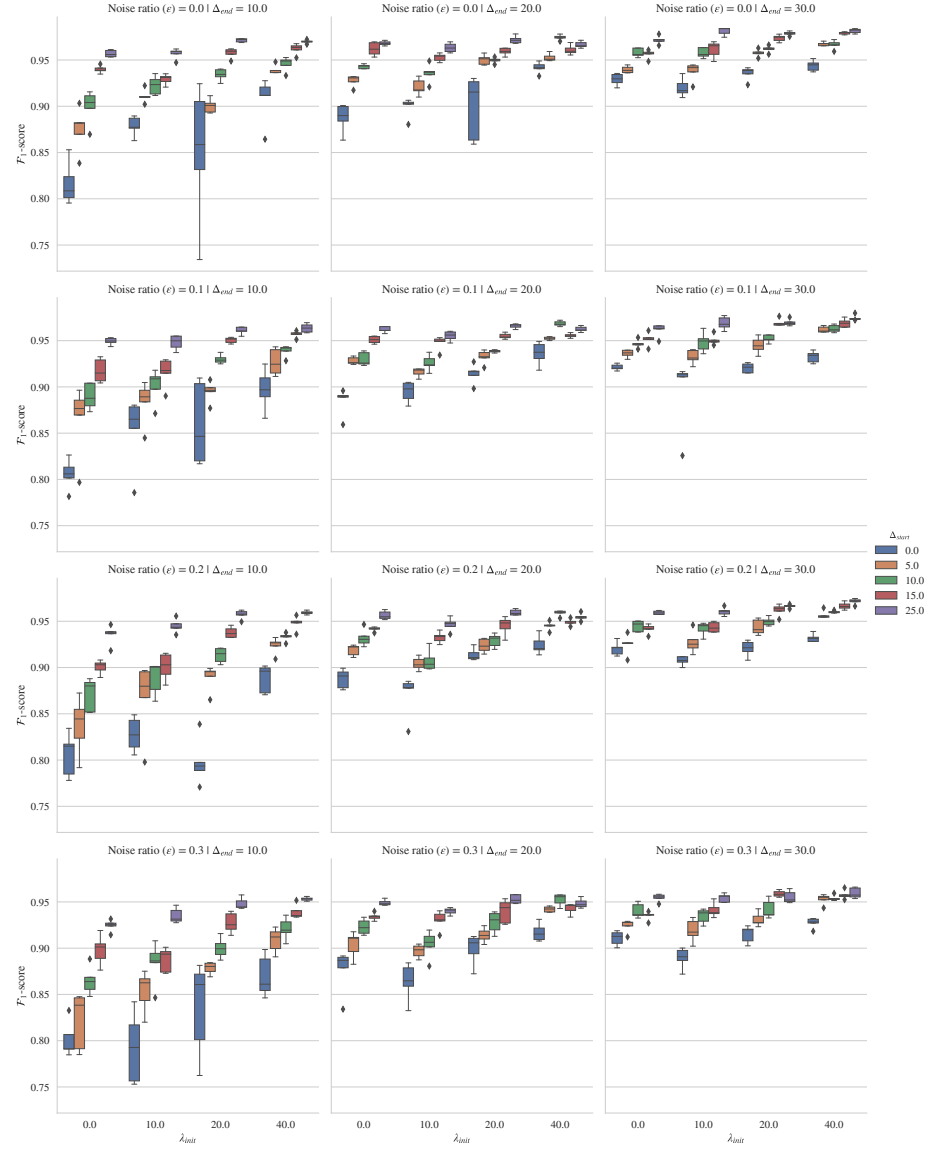 Noise ratio (ε) = 0.0 | Δend = 10.0
Noise ratio (ε) = 0.0 | Δend = 20.0
Noise ratio (ε) = 0.0 | Δend = 30.0
0.95
0.90
0.85
0.80
0.75
ℱ1-score
Noise ratio (ε) = 0.1 | Δend = 10.0
Noise ratio (ε) = 0.1 | Δend = 20.0
Noise ratio (ε) = 0.1 | Δend = 30.0
0.95
0.90
0.85
0.80
0.75
ℱ1-score
Δstart
0.0
5.0
10.0
15.0
25.0
Noise ratio (ε) = 0.2 | Δend = 10.0
Noise ratio (ε) = 0.2 | Δend = 20.0
Noise ratio (ε) = 0.2 | Δend = 30.0
0.95
0.90
0.85
0.80
0.75
ℱ1-score
Noise ratio (ε) = 0.3 | Δend = 10.0
Noise ratio (ε) = 0.3 | Δend = 20.0
Noise ratio (ε) = 0.3 | Δend = 30.0
0.95
0.90
0.85
0.80
0.75
ℱ1-score
0.0 10.0 20.0 40.0
λinit
0.0 10.0 20.0 40.0
λinit
0.0 10.0 20.0 40.0
λinit